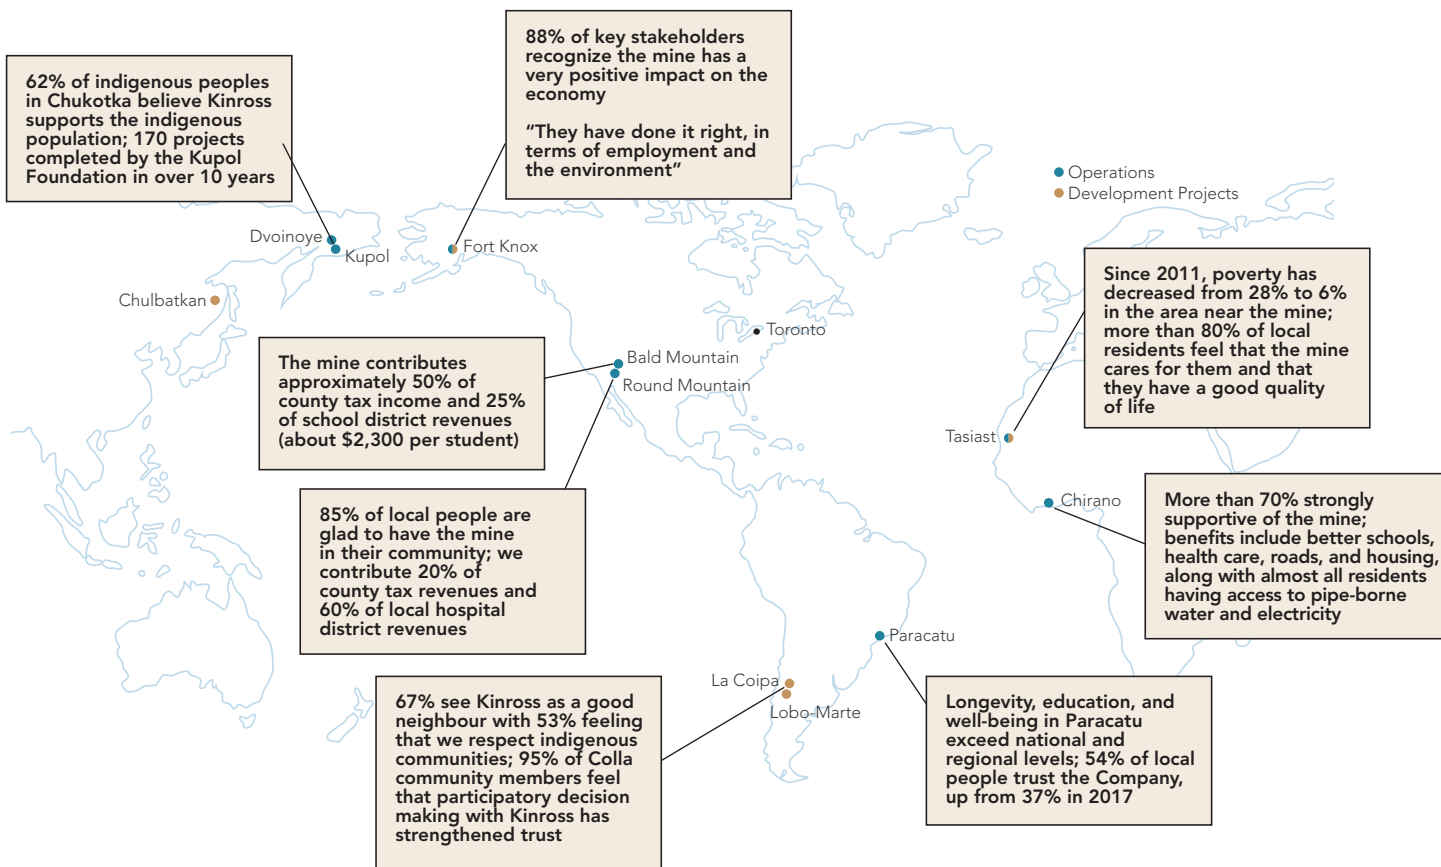 88% of key stakeholders
recognize the mine has a
very positive impact on the
economy
“They have done it right, in
terms of employment and
the environment”
62% of indigenous peoples
in Chukotka believe Kinross
supports the indigenous
population; 170 projects
completed by the Kupol
Foundation in over 10 years
Operations
Development Projects
Dvoinoye
Kupol
Fort Knox
Chulbatkan
Toronto
Since 2011, poverty has
decreased from 28% to 6%
in the area near the mine;
more than 80% of local
residents feel that the mine
cares for them and that
they have a good quality
of life
The mine contributes
approximately 50% of
county tax income and 25%
of school district revenues
(about $2,300 per student)
Bald Mountain
Round Mountain
Tasiast
Chirano
85% of local people are
glad to have the mine
in their community; we
contribute 20% of
county tax revenues and
60% of local hospital
district revenues
More than 70% strongly
supportive of the mine;
benefits include better schools,
health care, roads, and housing,
along with almost all residents
having access to pipe-borne
water and electricity
Paracatu
La Coipa
Lobo-Marte
67% see Kinross as a good
neighbour with 53% feeling
that we respect indigenous
communities; 95% of Colla
community members feel
that participatory decision
making with Kinross has
strengthened trust
Longevity, education, and
well-being in Paracatu
exceed national and
regional levels; 54% of local
people trust the Company,
up from 37% in 2017